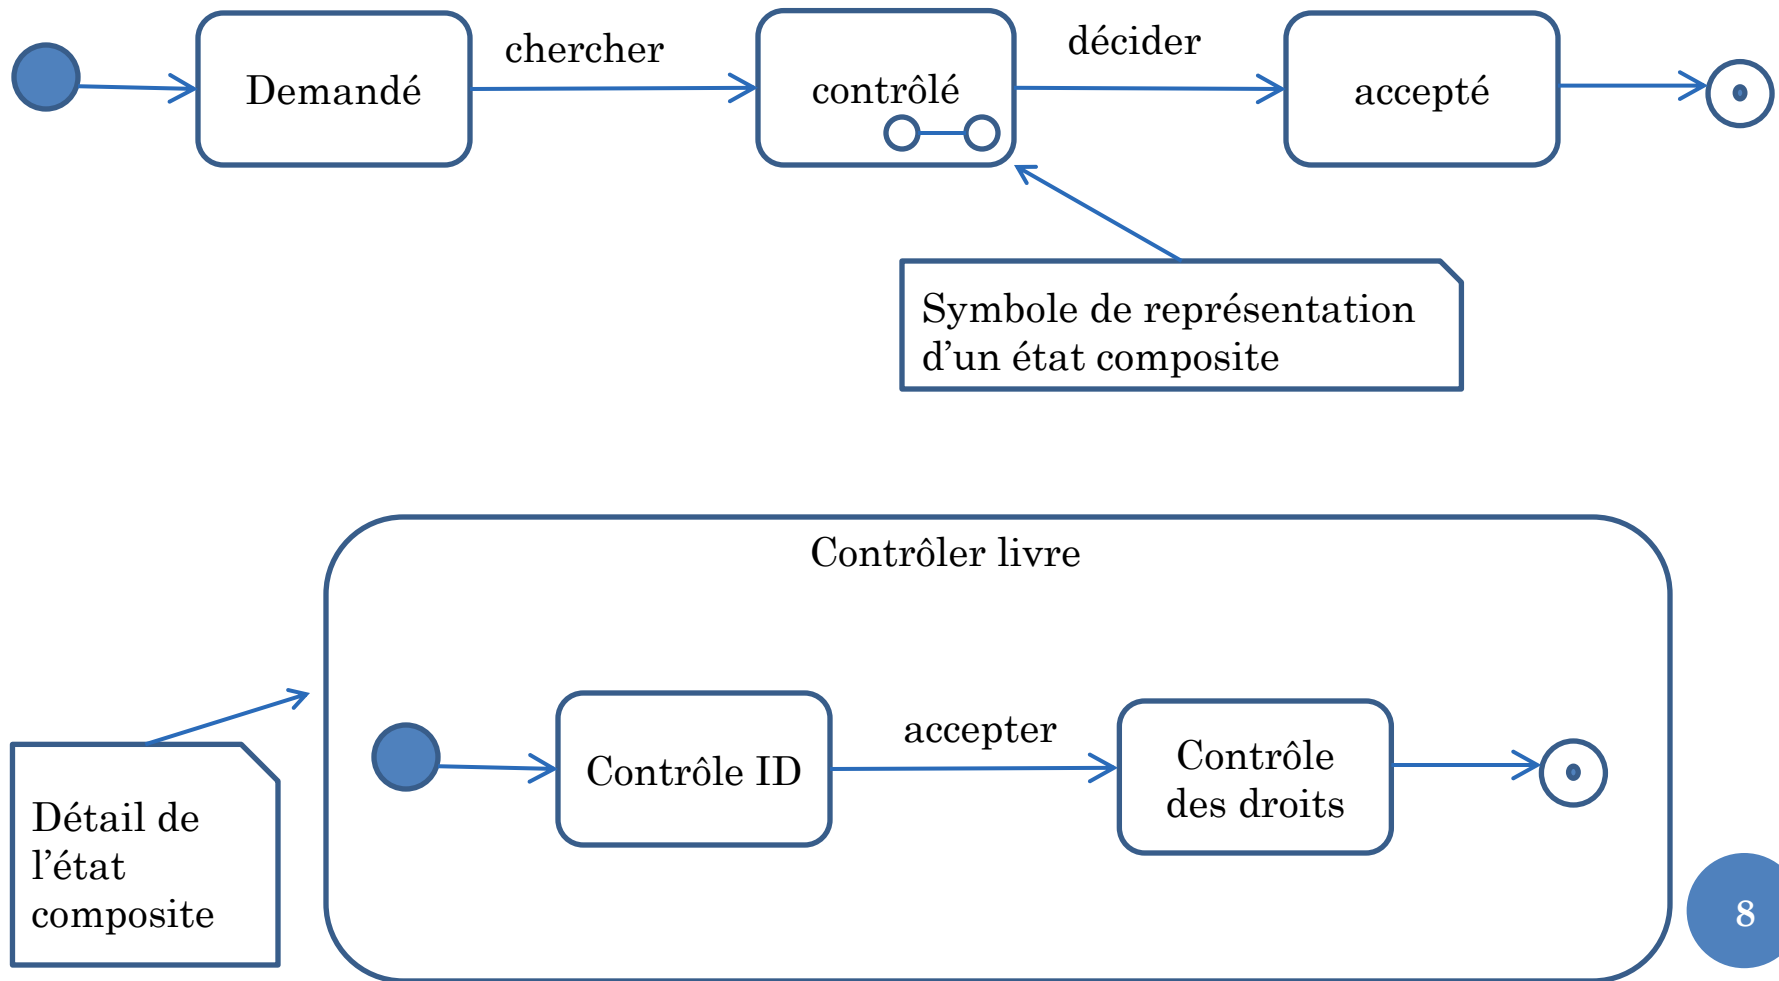 Demandé
chercher
contrôlé
décider
accepté
Symbole de représentation
d'un état composite
Contrôler livre
Contrôle ID
accepter
Contrôle
des droits
Détail de
l'état
composite
8